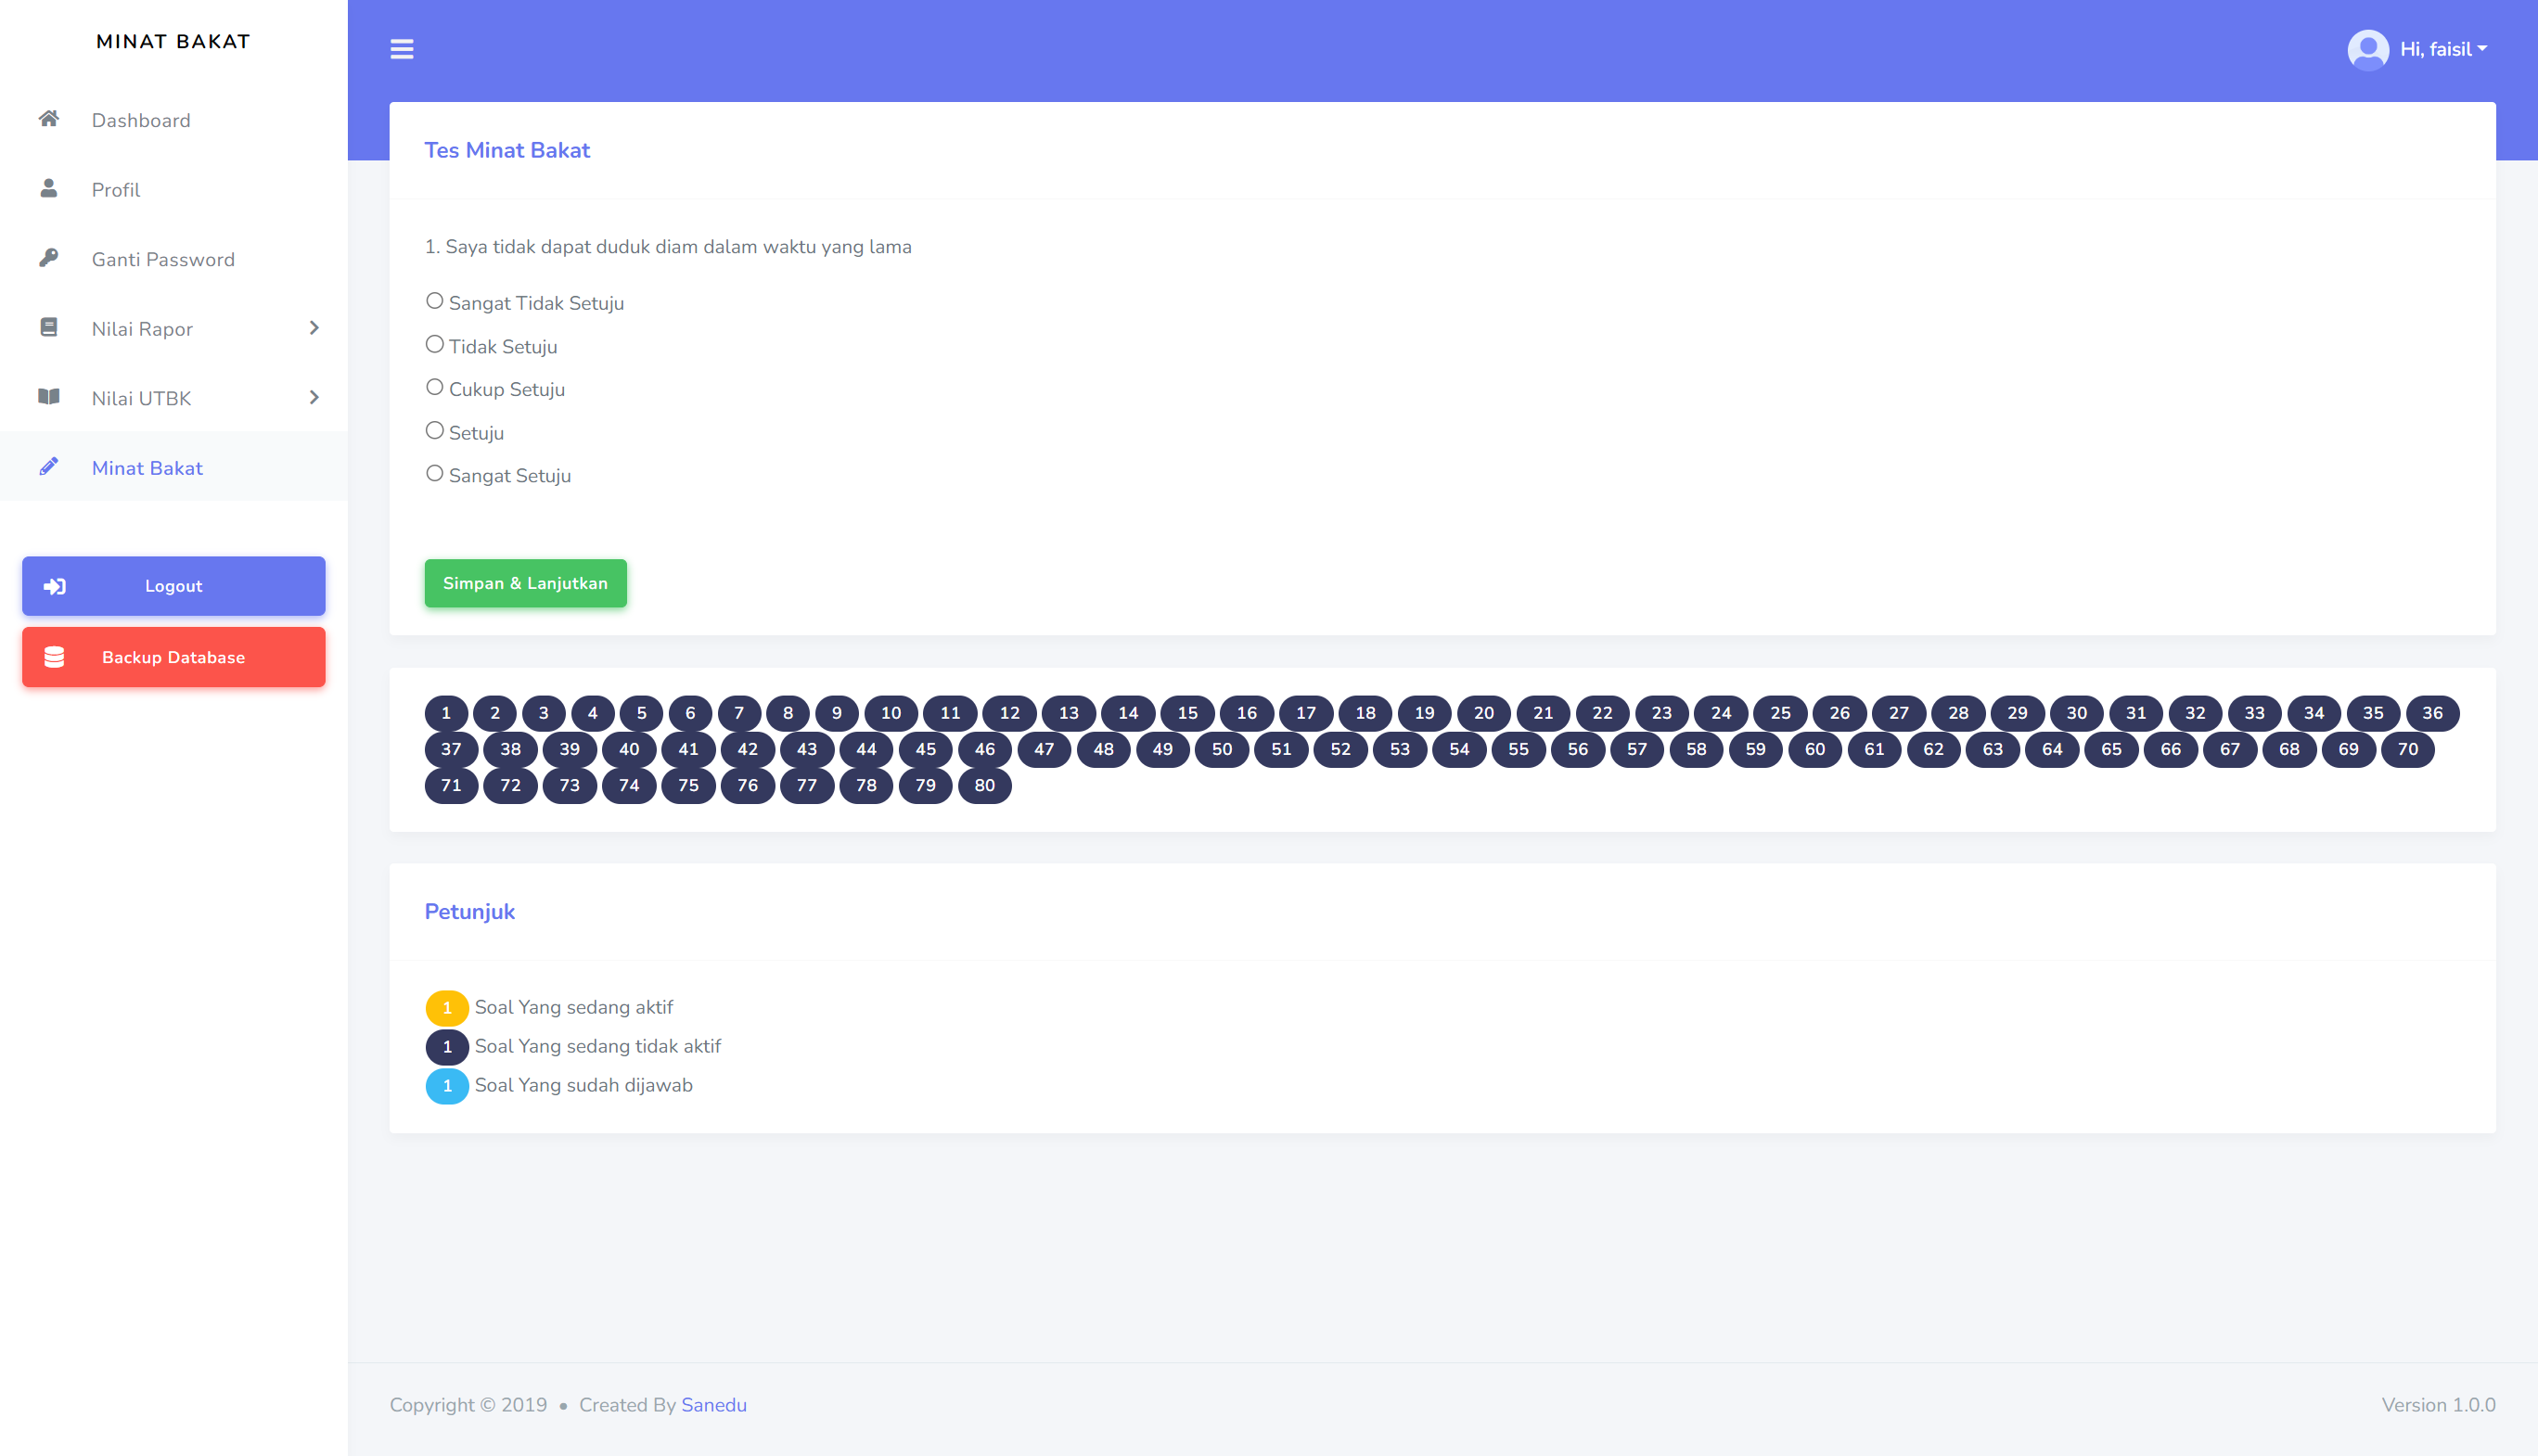 MINAT BAKAT
Dashboard
Profil
Ganti Password
Nilai Rapor
Nilai UTBK
Minat Bakat
Logout
Backup Database
Hi, faisil
Tes Minat Bakat
1. Saya tidak dapat duduk diam dalam waktu yang lama
Sangat Tidak Setuju
Tidak Setuju
Cukup Setuju
Setuju
Sangat Setuju
Simpan & Lanjutkan
1 2 3 4 5 6 7 8 9 10 11 12 13 14 15 16 17 18 19 20 21 22 23 24 25 26 27 28 29 30 31 32 33 34 35 36
37 38 39 40 41 42 43 44 45 46 47 48 49 50 51 52 53 54 55 56 57 58 59 60 61 62 63 64 65 66 67 68 69 70
71 72 73 74 75 76 77 78 79 80
Petunjuk
1 Soal Yang sedang aktif
1 Soal Yang sedang tidak aktif
1 Soal Yang sudah dijawab
Copyright © 2019 • Created By Sanedu
Version 1.0.0